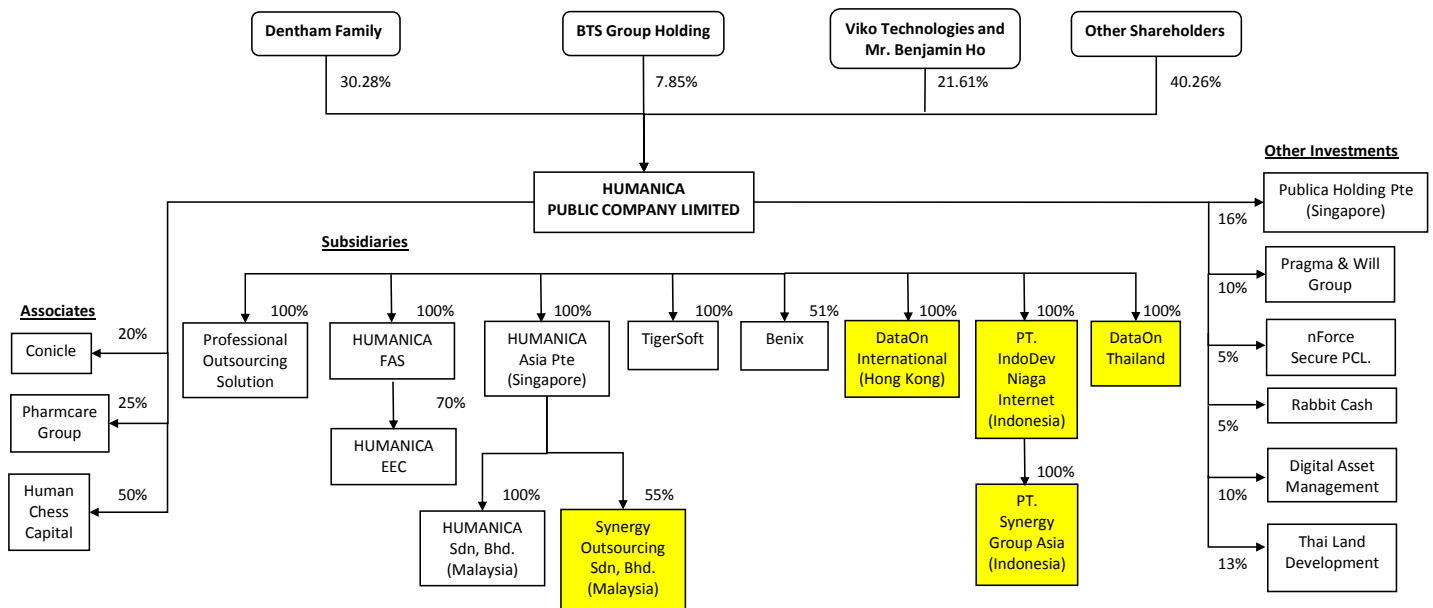 Dentham Family
BTS Group Holding
Viko Technologies and
Mr. Benjamin Ho
Other Shareholders
30.28%
7.85%
21.61%
40.26%
HUMANICA
PUBLIC COMPANY LIMITED
Other Investments
Publica Holding Pte
(Singapore)
16%
Pragma & Will
Group
10%
nForce
Secure PCL.
5%
Rabbit Cash
5%
Digital Asset
Management
10%
Thai Land
Development
13%
Subsidiaries
100%
Professional
Outsourcing
Solution
100%
HUMANICA
FAS
70%
HUMANICA
EEC
100%
HUMANICA
Asia Pte
(Singapore)
100%
HUMANICA
Sdn, Bhd.
(Malaysia)
55%
Synergy
Outsourcing
Sdn, Bhd.
(Malaysia)
100%
TigerSoft
51%
Benix
100%
DataOn
International
(Hong Kong)
100%
PT.
IndoDev
Niaga
Internet
(Indonesia)
100%
PT.
Synergy
Group Asia
(Indonesia)
100%
DataOn
Thailand
Associates
20%
Conicle
25%
Pharmcare
Group
50%
Human
Chess
Capital